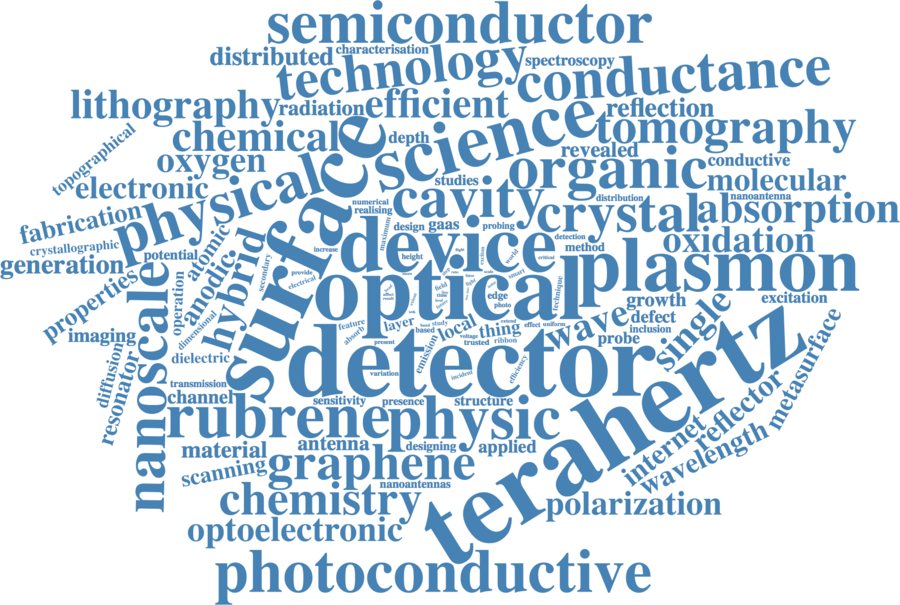 semiconductor
distributed
characterisation
technology
spectroscopy
conductance
lithography
radiation
efficient
reflection
topographical
chemical
depth
science
tomography
revealed
oxygen
surface
studies
organic
conductive
electronic
physical
numerical
realising
cavity
molecular
nanoantenna
distribution
fabrication
crystallographic
design
gaas
probing
crystal
absorption
generation
potential
atomic
hybrid
secondary
increase
maximum
device
detection
method
critical
oxidation
properties
operation
anodic
dimensional
provide
electrical
height
optical
smart
technique
plasmon
imaging
nanoscale
edge
photo
field
growth
excitation
diffusion
resonator
dielectric
feature
absorb
layer
based
study
local
thing
effect
uniform
wave
defect
inclusion
probe
single
metasurface
present
emission
voltage
trusted
ribbon
extend
transmission
channel
variation
detector
incident
efficiency
terahertz
sensitivity
presence
structure
rubrene
physic
internet
reflector
wavelength
material
antenna
designing
applied
scanning
graphene
nanoantennas
chemistry
polarization
optoelectronic
photoconductive